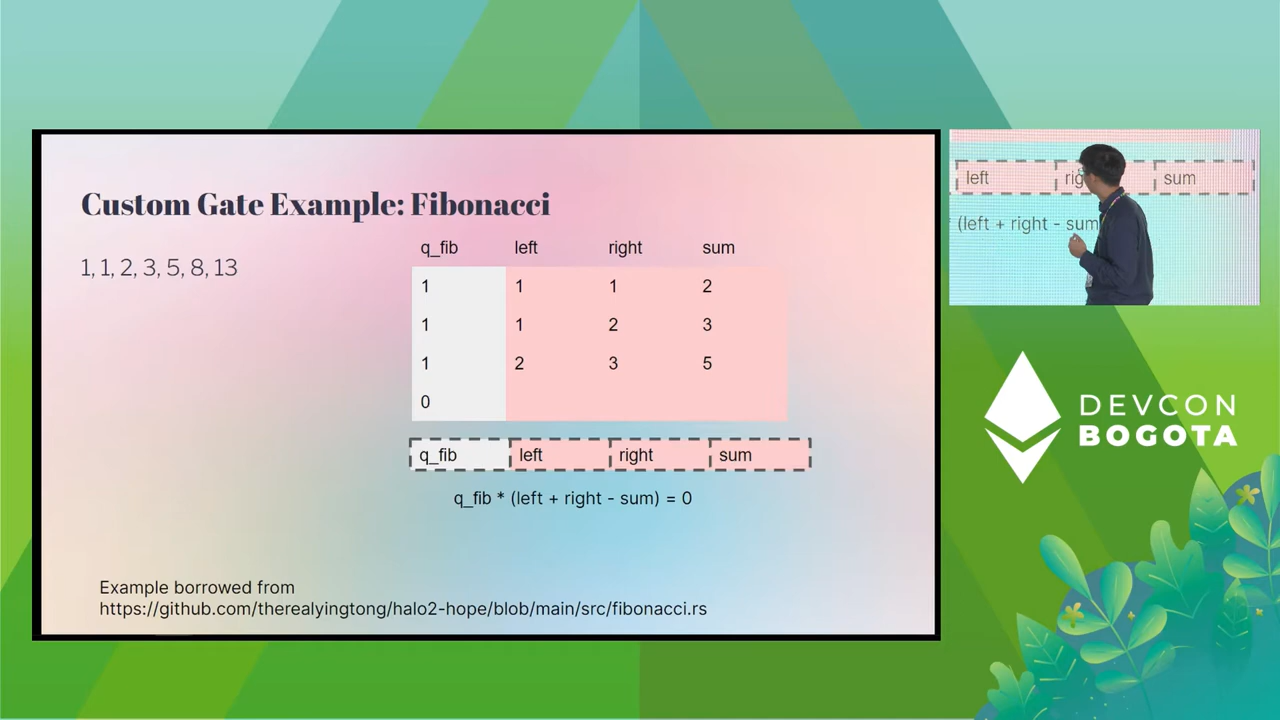 Custom Gate Example: Fibonacci
1, 1, 2, 3, 5, 8, 13
q_fib left right sum
1 1 1 2
1 1 2 3
1 2 3 5
0
q_fib left right sum
q_fib * (left + right - sum) = 0
Example borrowed from
https://github.com/therealyingtong/halo2-hope/blob/main/src/fibonacci.rs
left sum
(left + right - sum
DEVCON
BOGOTA